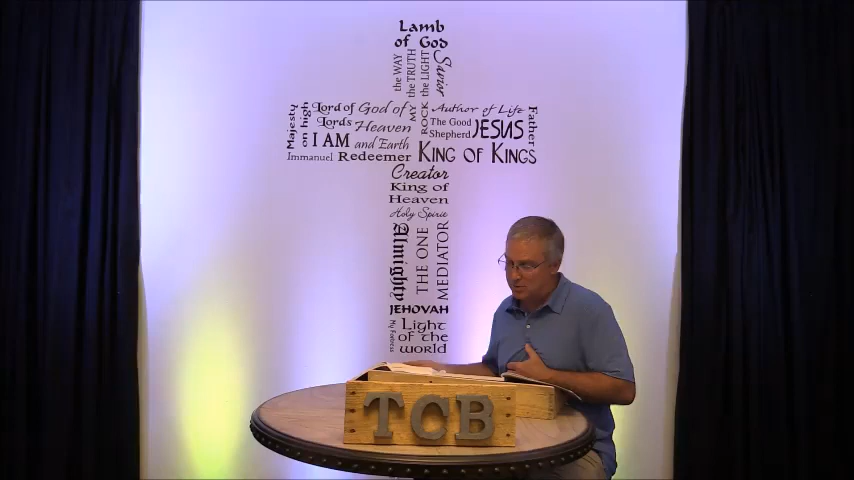 Lamb
of God
the WAY
the TRUTH
the LIGHT
Savior
Majesty
on high
Lord of
Lords
God of
Heaven
and Earth
I AM
Immanuel
Redeemer
MY
ROCK
Author of Life
The Good
Shepherd
JESUS
Father
KING OF KINGS
Creator
King of
Heaven
Holy Spirit
Almighty
THE ONE
MEDIATOR
JEHOVAH
My Fortress
Light
of the
world
TCB